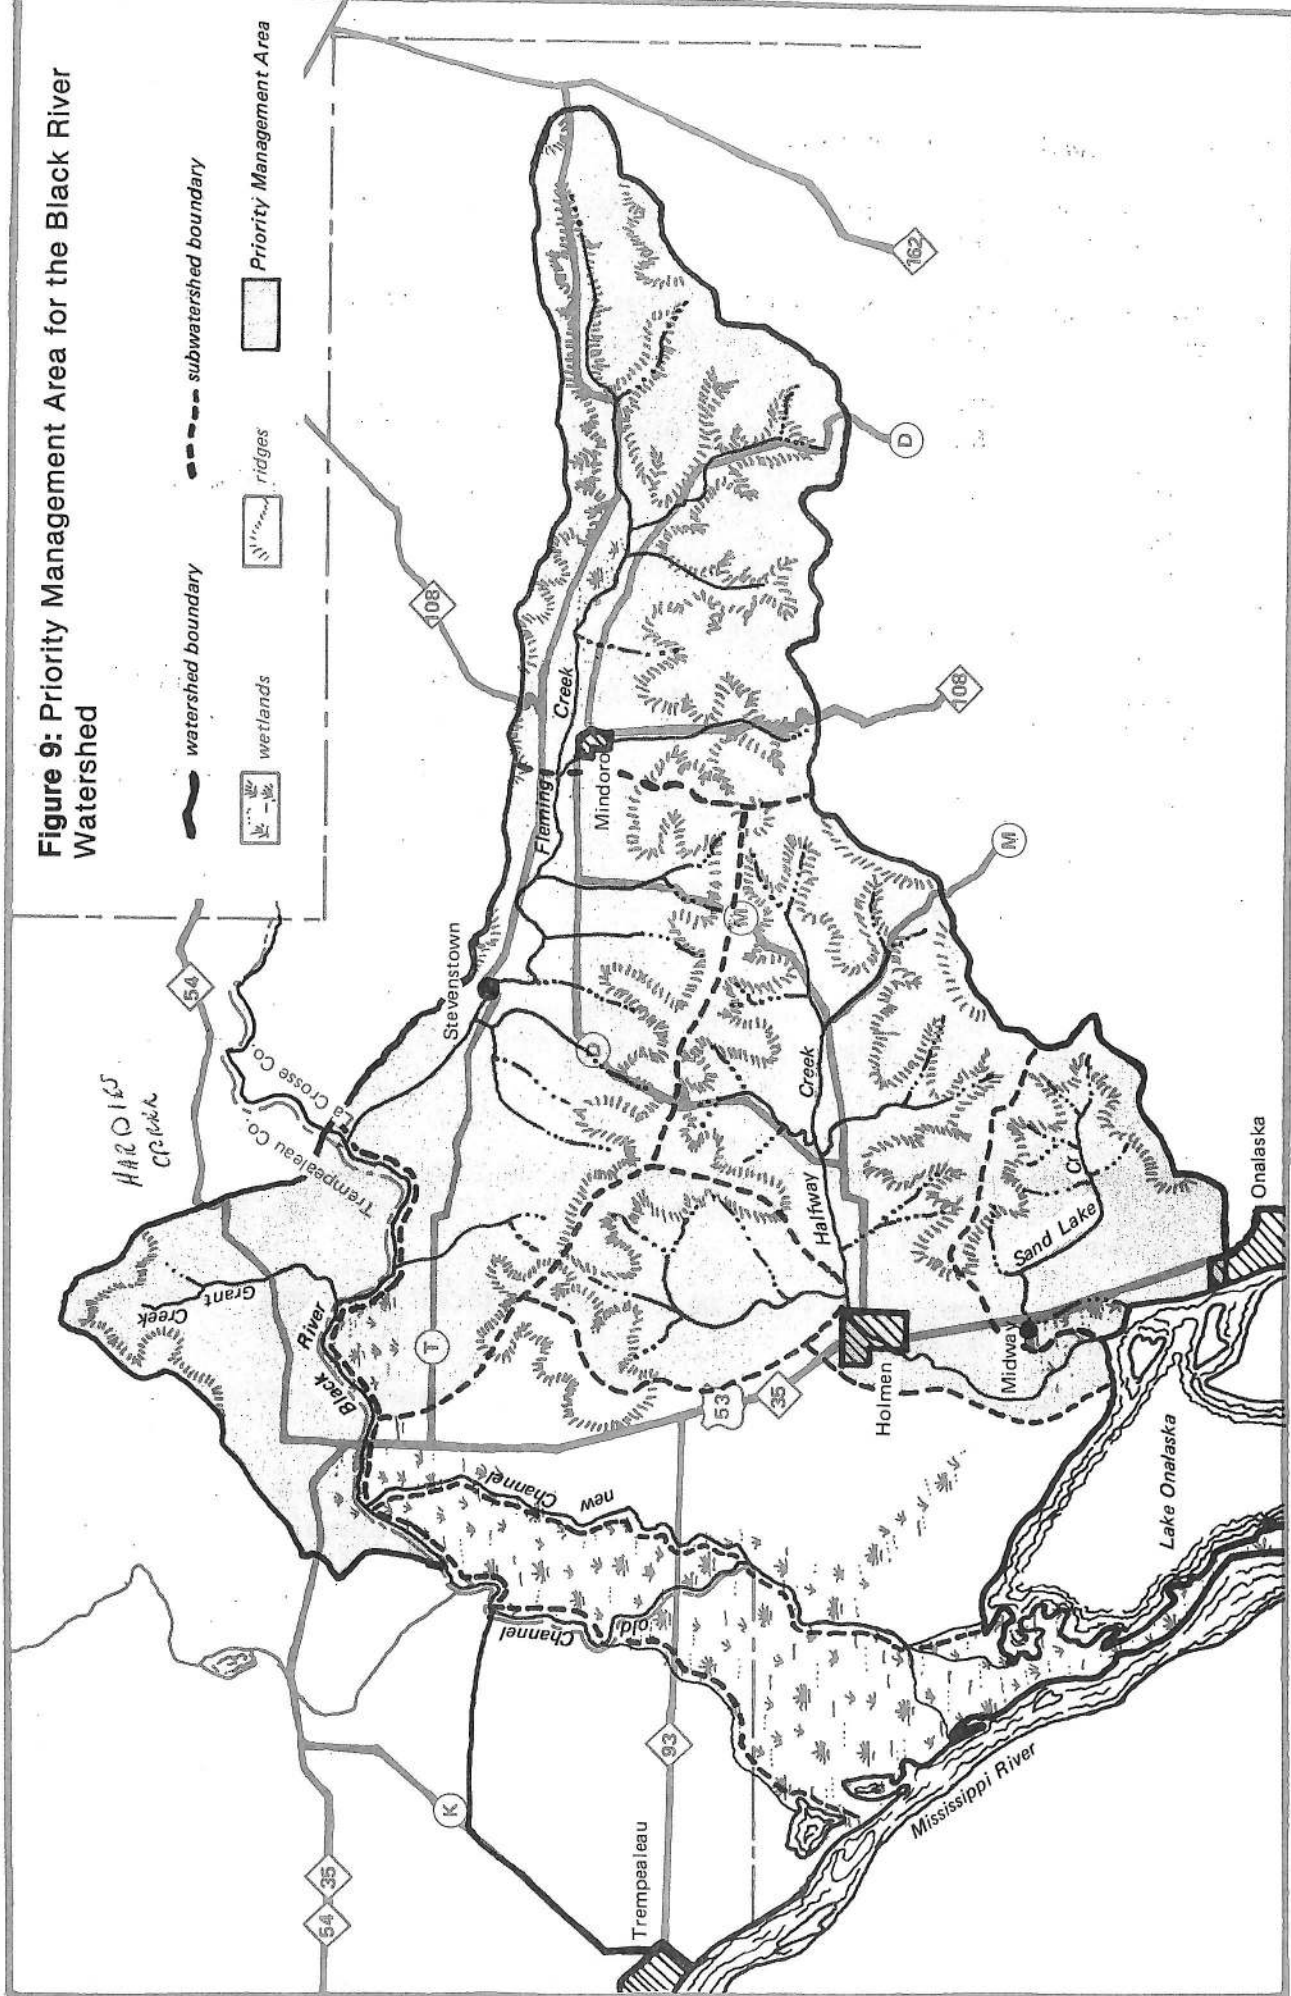 Figure 9: Priority Management Area for the Black River
Watershed
watershed boundary
subwatershed boundary
wetlands
ridges
Priority Management Area
54
HARDIES
CREEK
Trempealeau Co.
La Crosse Co.
108
162
Grant
Creek
Black
River
Stevenstown
Fleming
Creek
Mindoro
108
D
T
D
M
M
54
35
K
new
Channel
old
Channel
53
35
93
Halfway
Creek
Holmen
Midway
Sand Lake
Cr
Onalaska
Trempealeau
Mississippi River
Lake Onalaska